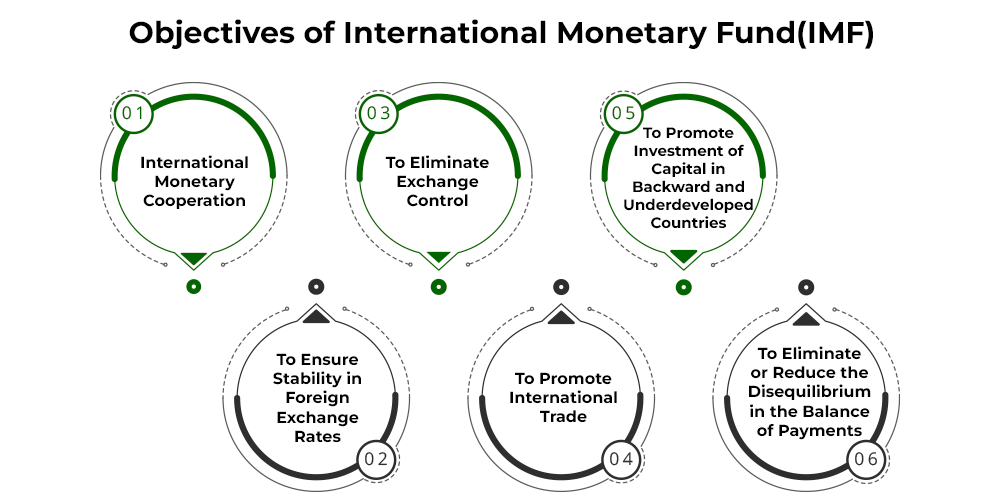 Objectives of International Monetary Fund(IMF)
01
International
Monetary
Cooperation
02
To Ensure
Stability in
Foreign
Exchange
Rates
03
To Eliminate
Exchange
Control
04
To Promote
International
Trade
05
To Promote
Investment of
Capital in
Backward and
Underdeveloped
Countries
06
To Eliminate
or Reduce the
Disequilibrium
in the Balance
of Payments